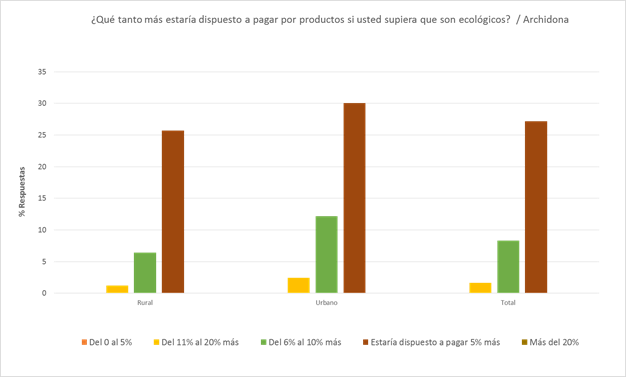 ¿Qué tanto más estaría dispuesto a pagar por productos si usted supiera que son ecológicos?  / Archidona
35
30
25
20
15
10
5
0
% Respuestas
Rural
Urbano
Total
Del 0 al 5%
Del 11% al 20% más
Del 6% al 10% más
Estaría dispuesto a pagar 5% más
Más del 20%